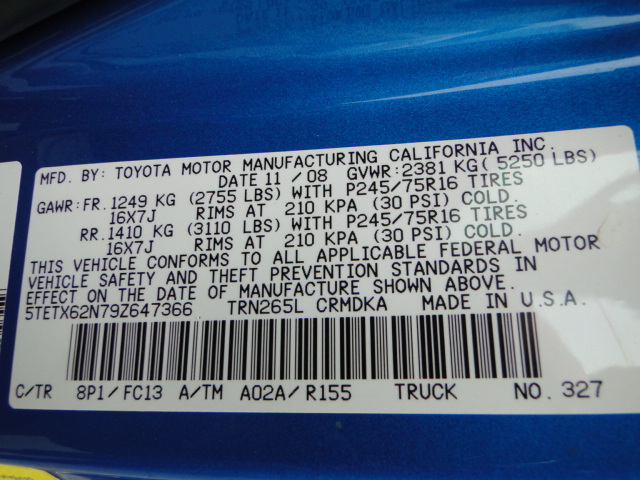 MFD. BY: TOYOTA MOTOR MANUFACTURING CALIFORNIA INC.
DATE 11 / 08 GVWR: 2381 KG( 5250 LBS)
GAWR: FR. 1249 KG (2755 LBS) WITH P245/75R16 TIRES
16X7J RIMS AT 210 KPA (30 PSI) COLD.
RR. 1410 KG (3110 LBS) WITH P245/75R16 TIRES
16X7J RIMS AT 210 KPA (30 PSI) COLD.
THIS VEHICLE CONFORMS TO ALL APPLICABLE FEDERAL MOTOR
VEHICLE SAFETY AND THEFT PREVENTION STANDARDS IN
EFFECT ON THE DATE OF MANUFACTURE SHOWN ABOVE.
5TETX62N79Z647366 TRN265L CRMDKA MADE IN U.S.A.
C/TR 8P1/FC13 A/TM A02A/R155 TRUCK NO. 327